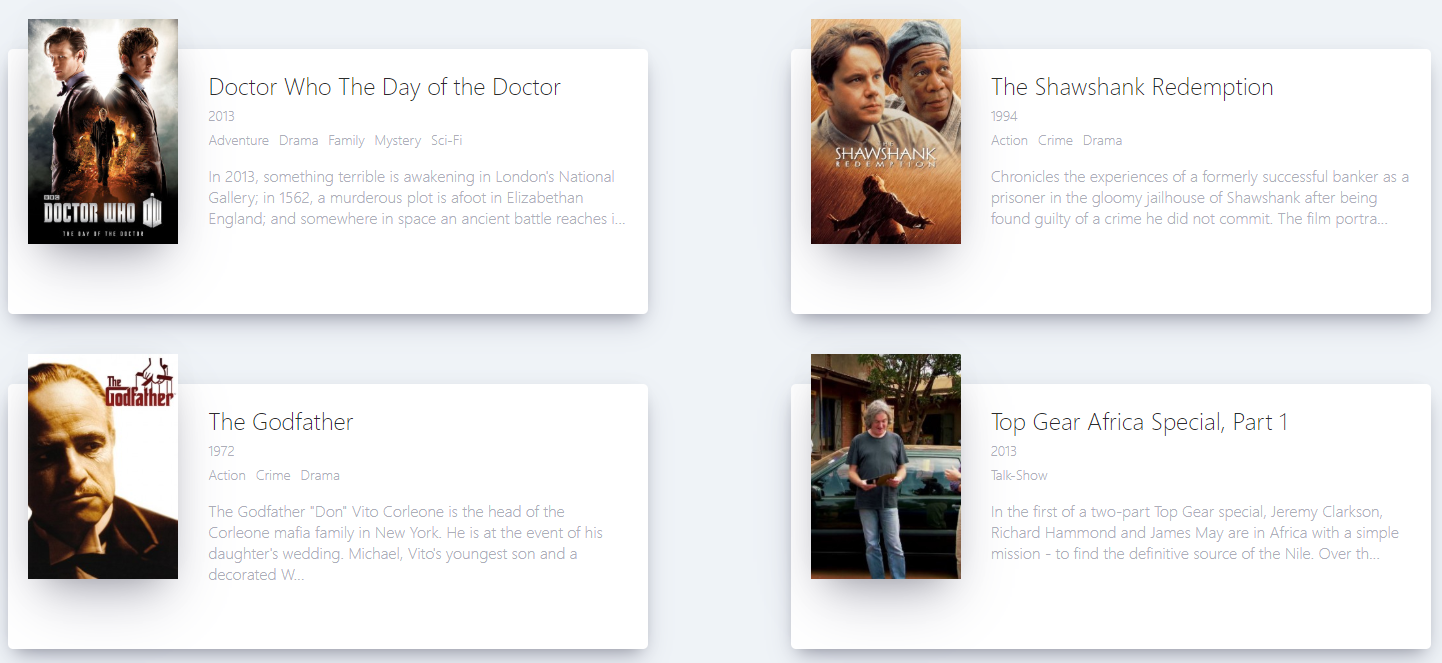 BBC
DOCTOR WHO
THE DAY OF THE DOCTOR
Doctor Who The Day of the Doctor
2013
Adventure Drama Family Mystery Sci-Fi
In 2013, something terrible is awakening in London's National
Gallery; in 1562, a murderous plot is afoot in Elizabethan
England; and somewhere in space an ancient battle reaches i...
THE
SHAWSHANK
REDEMPTION
The Shawshank Redemption
1994
Action Crime Drama
Chronicles the experiences of a formerly successful banker as a
prisoner in the gloomy jailhouse of Shawshank after being
found guilty of a crime he did not commit. The film portra...
The
Godfather
The Godfather
1972
Action Crime Drama
The Godfather "Don" Vito Corleone is the head of the
Corleone mafia family in New York. He is at the event of his
daughter's wedding. Michael, Vito's youngest son and a
decorated W...
Top Gear Africa Special, Part 1
2013
Talk-Show
In the first of a two-part Top Gear special, Jeremy Clarkson,
Richard Hammond and James May are in Africa with a simple
mission - to find the definitive source of the Nile. Over th...